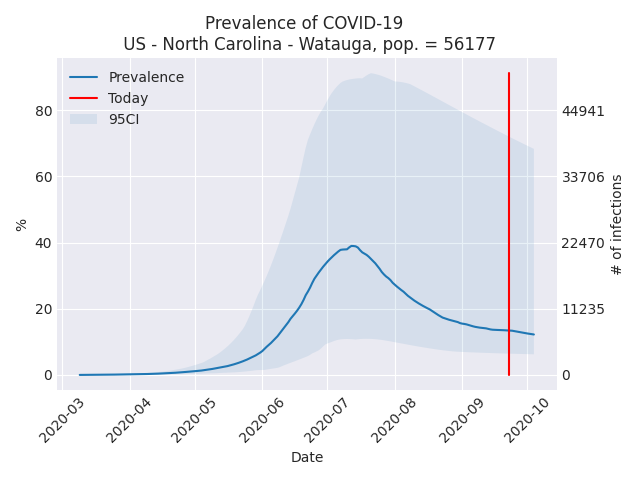 Prevalence of COVID-19
US - North Carolina - Watauga, pop. = 56177
Prevalence
Today
95CI
80
60
40
20
0
%
44941
33706
22470
11235
0
# of infections
2020-03
2020-04
2020-05
2020-06
2020-07
2020-08
2020-09
2020-10
Date